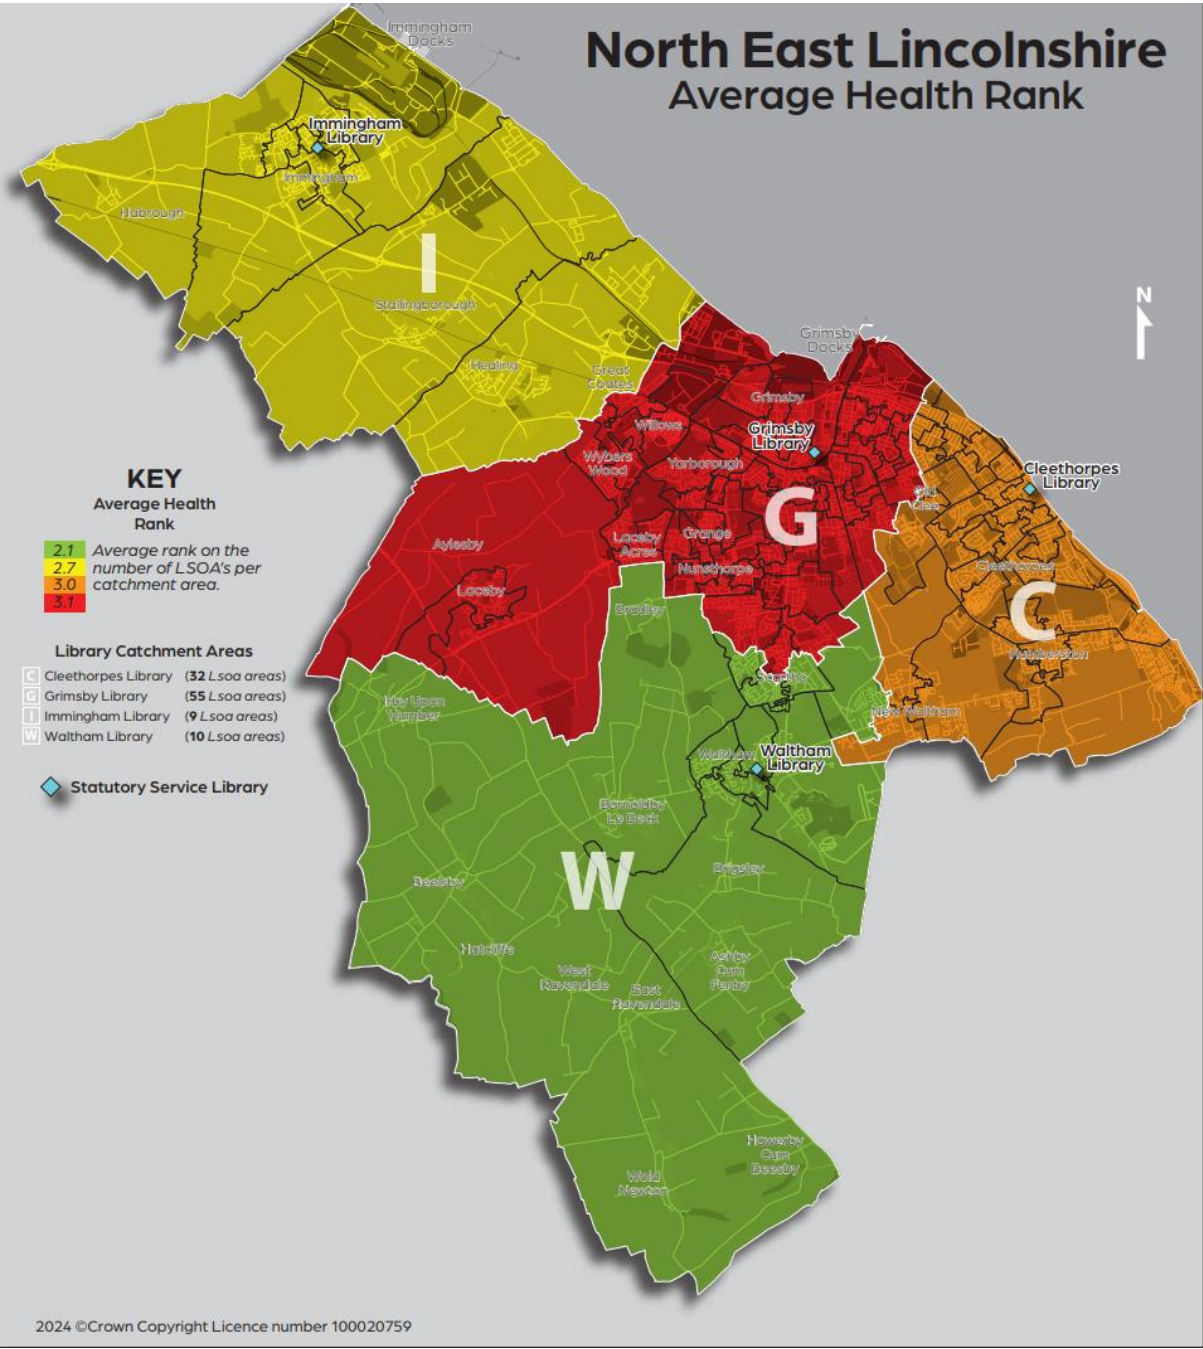 North East Lincolnshire
Average Health Rank
Immingham
Docks
Immingham
Library
Immingham
Habrough
I
Stallingborough
Healing
Great
Coates
N
Grimsby
Docks
Grimsby
Willows
Grimsby
Library
Wybers
Wood
Yarborough
Cleethorpes
Library
Old
Clee
G
Aylesby
Laceby
Acres
Grange
Nunsthorpe
Laceby
Bradley
Cleethorpes
C
Humberston
Scartho
New Waltham
Irby Upon
Humber
Waltham
Waltham
Library
Barnoldby
Le Beck
W
Brigsley
Beelsby
Hatcliffe
West
Ravendale
East
Ravendale
Ashby
Cum
Fenby
Hawerby
Cum
Beesby
Wold
Newton
KEY
Average Health
Rank
2.1 Average rank on the
2.7 number of LSOA's per
3.0 catchment area.
3.1
Library Catchment Areas
C Cleethorpes Library (32 Lsoa areas)
G Grimsby Library (55 Lsoa areas)
I Immingham Library (9 Lsoa areas)
W Waltham Library (10 Lsoa areas)
Statutory Service Library
2024 ©Crown Copyright Licence number 100020759